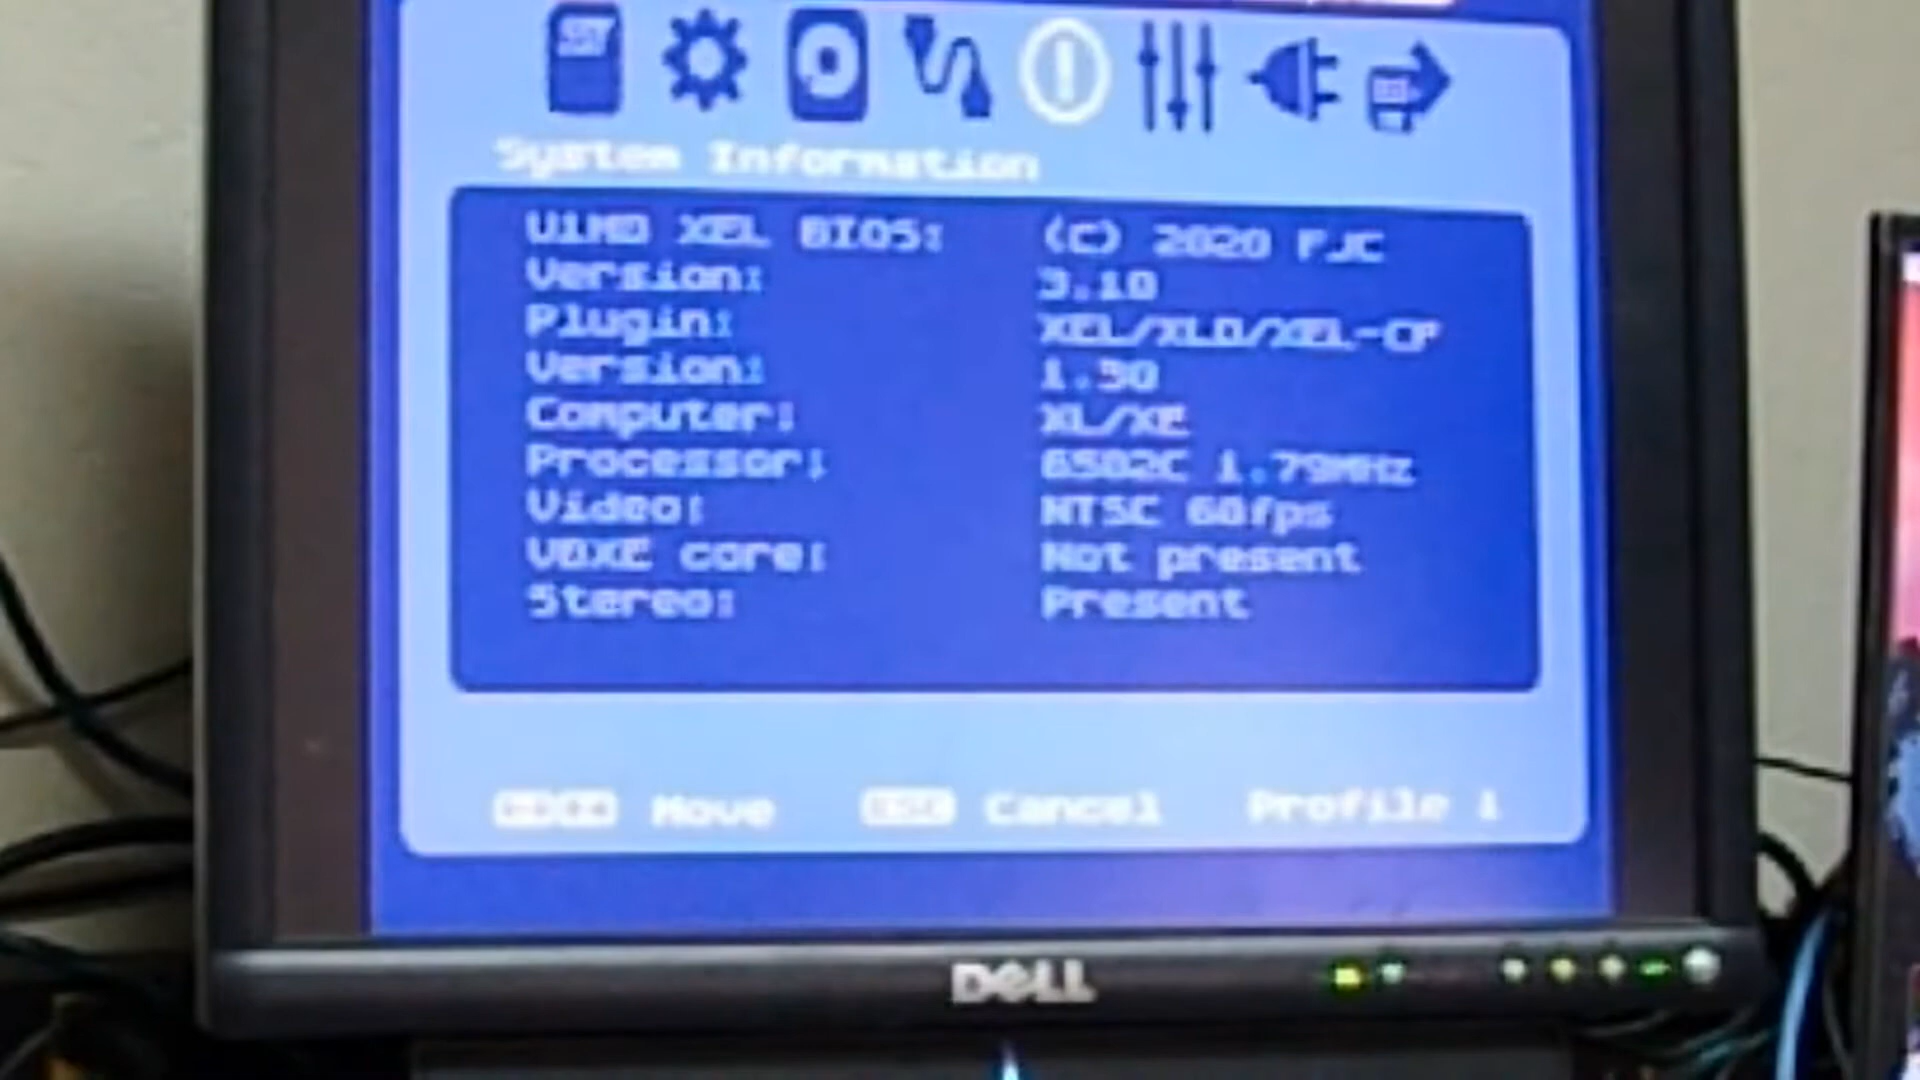 System Information
U1MB XEL BIOS: (C) 2020 FJC
Version: 3.10
Plugin: XEL/XLD/XEL-CF
Version: 1.30
Computer: XL/XE
Processor: 6502C 1.79MHz
Video: NTSC 60fps
VBXE core: Not present
Stereo: Present
Move ESC Cancel Profile 1
DELL